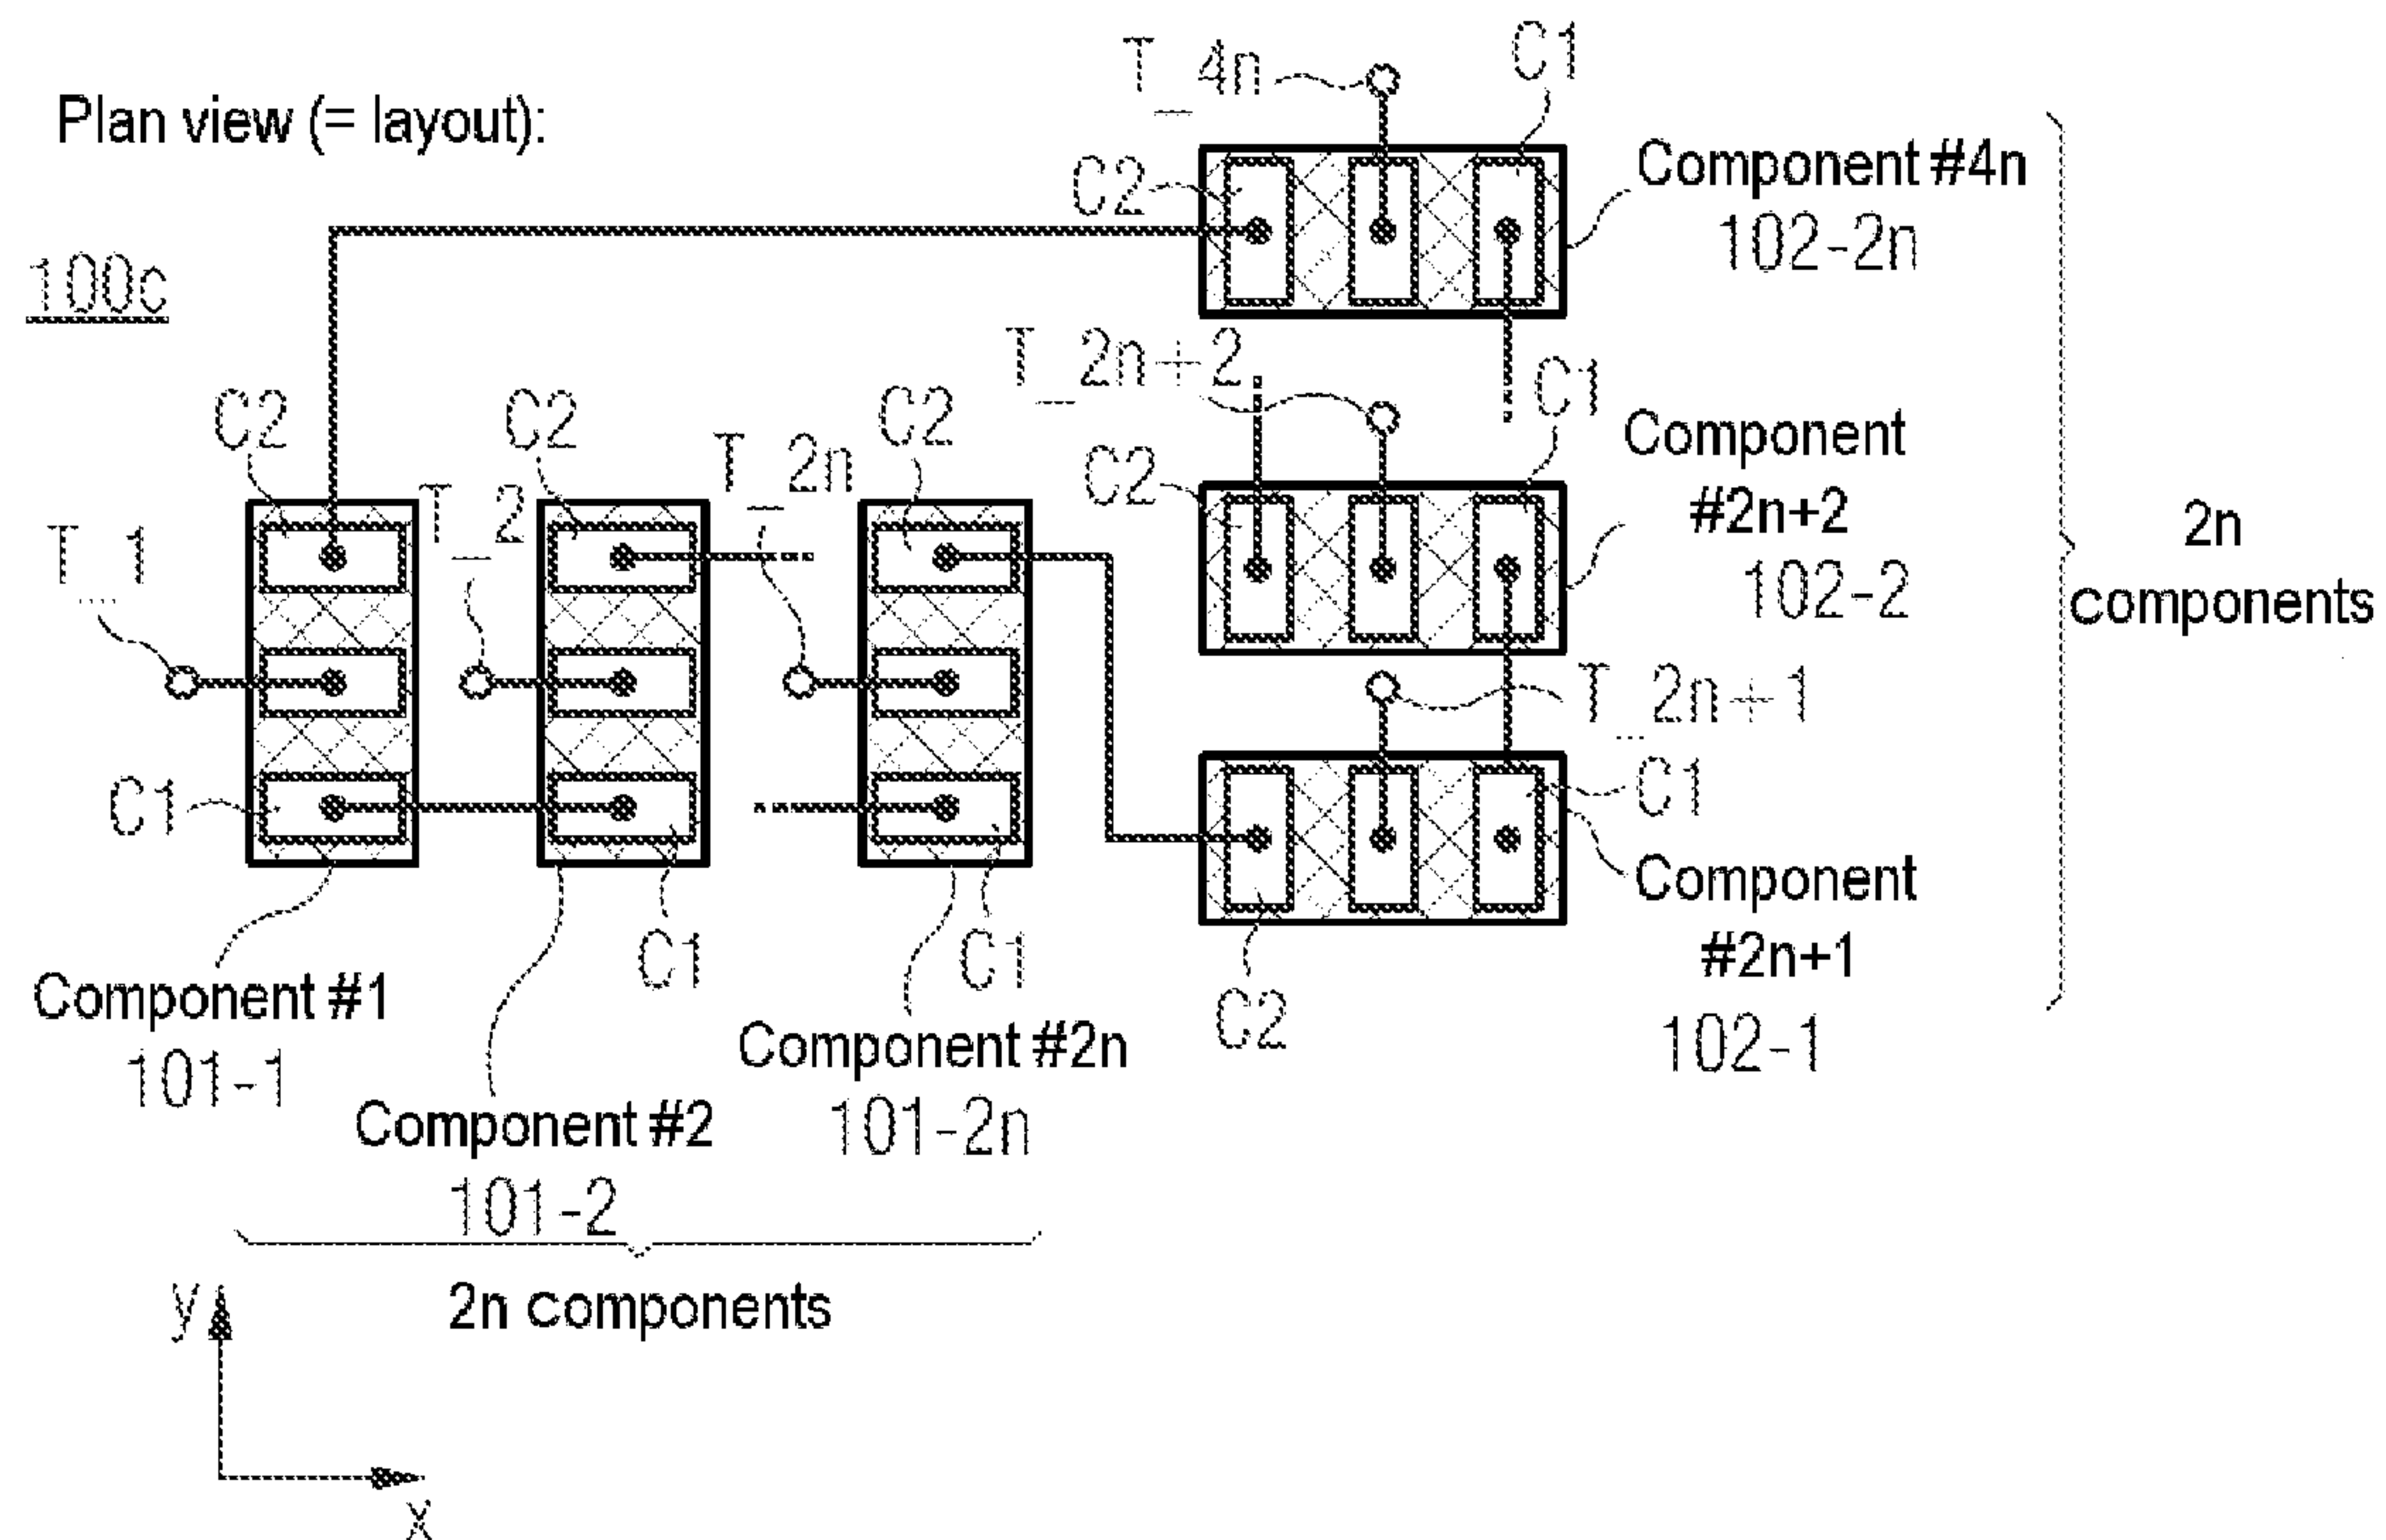 Plan view (= layout):
100c
T_4n
C1
C2
Component #4n
102-2n
T_2n+2
C1
C2
Component
#2n+2
102-2
2n
components
C2
C2
C2
T_1
T_2
T_2n
T_2n+1
C1
C1
C1
C1
C2
Component
#2n+1
102-1
Component #1
101-1
Component #2
101-2
Component #2n
101-2n
2n components
y
x